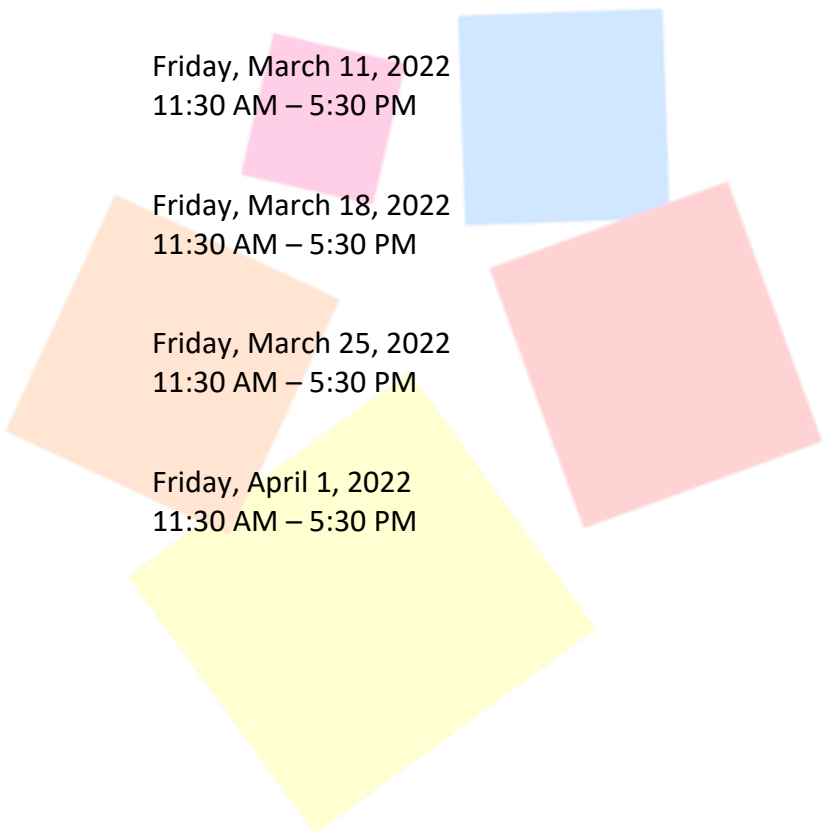 Friday, March 11, 2022
11:30 AM – 5:30 PM
Friday, March 18, 2022
11:30 AM – 5:30 PM
Friday, March 25, 2022
11:30 AM – 5:30 PM
Friday, April 1, 2022
11:30 AM – 5:30 PM